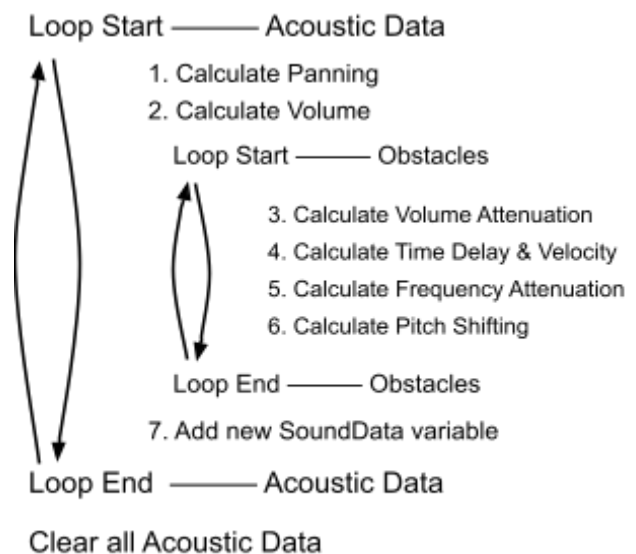 Loop Start ——— Acoustic Data
1. Calculate Panning
2. Calculate Volume
Loop Start ——— Obstacles
3. Calculate Volume Attenuation
4. Calculate Time Delay & Velocity
5. Calculate Frequency Attenuation
6. Calculate Pitch Shifting
Loop End ——— Obstacles
7. Add new SoundData variable
Loop End ——— Acoustic Data
Clear all Acoustic Data